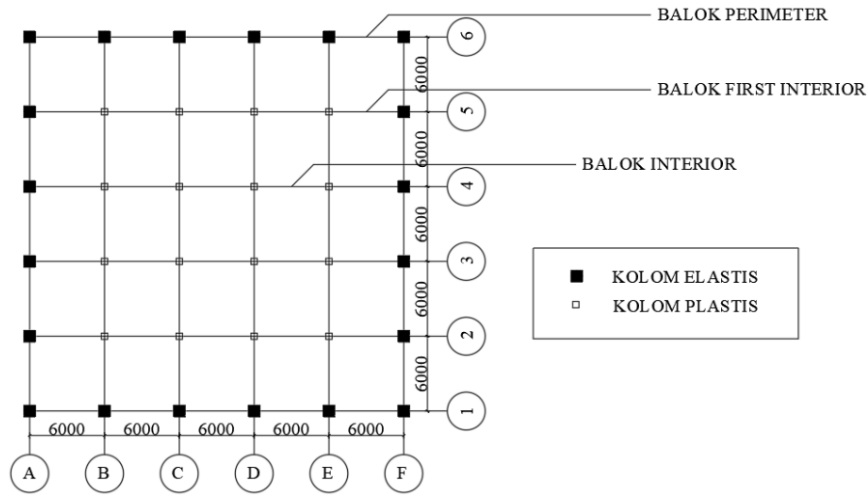 BALOK PERIMETER
6
6000
BALOK FIRST INTERIOR
5
6000
BALOK INTERIOR
4
6000
3
KOLOM ELASTIS
KOLOM PLASTIS
6000
2
6000
1
6000 6000 6000 6000 6000
A B C D E F